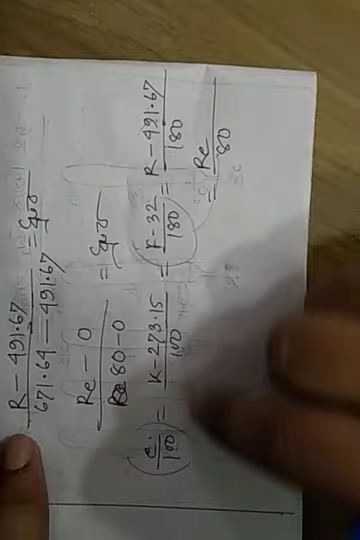 R - 491.67 / 671.64 - 491.67 =
Re - 0 / 80 - 0 =
C / 100 = K - 273.15 / 100 = F - 32 / 180 = R - 491.67 / 180
= Re / 80